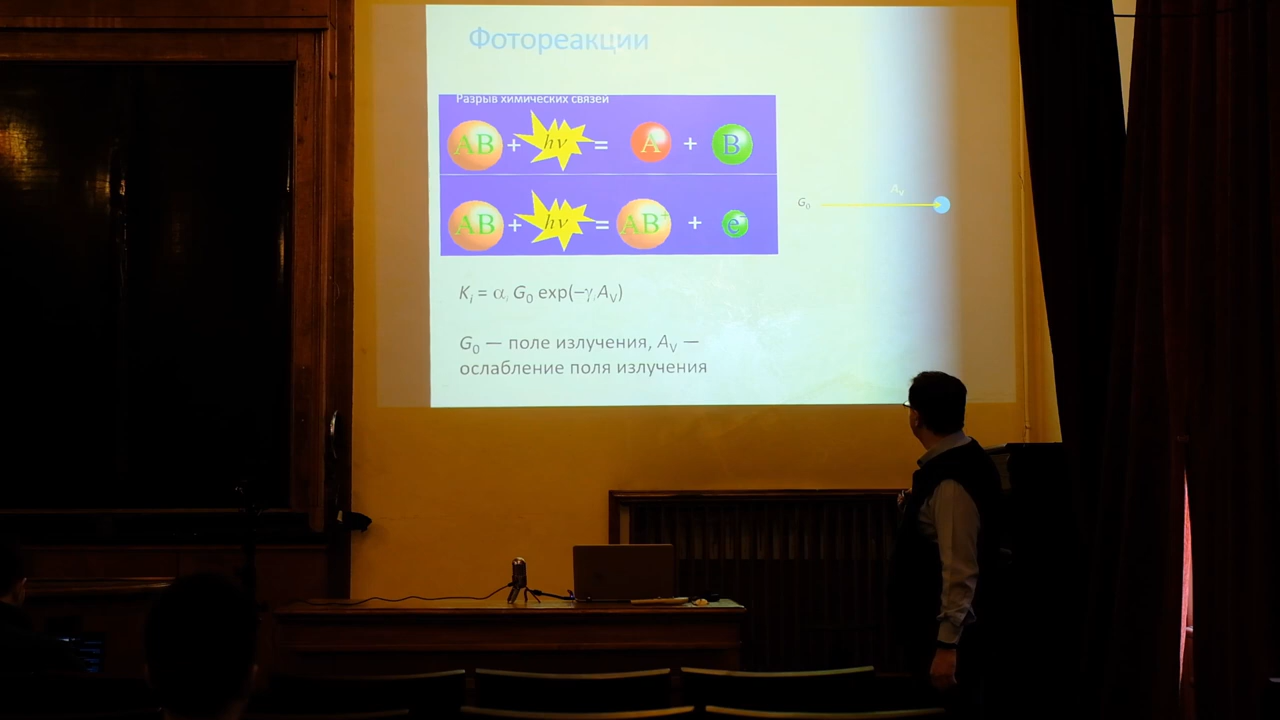 Фотореакции
Разрыв химических связей
AB + hν = A + B
AB + hν = AB⁺ + e⁻
G₀ Aᵥ
Kᵢ = αᵢ G₀ exp(–γᵢ Aᵥ)
G₀ — поле излучения, Aᵥ —
ослабление поля излучения